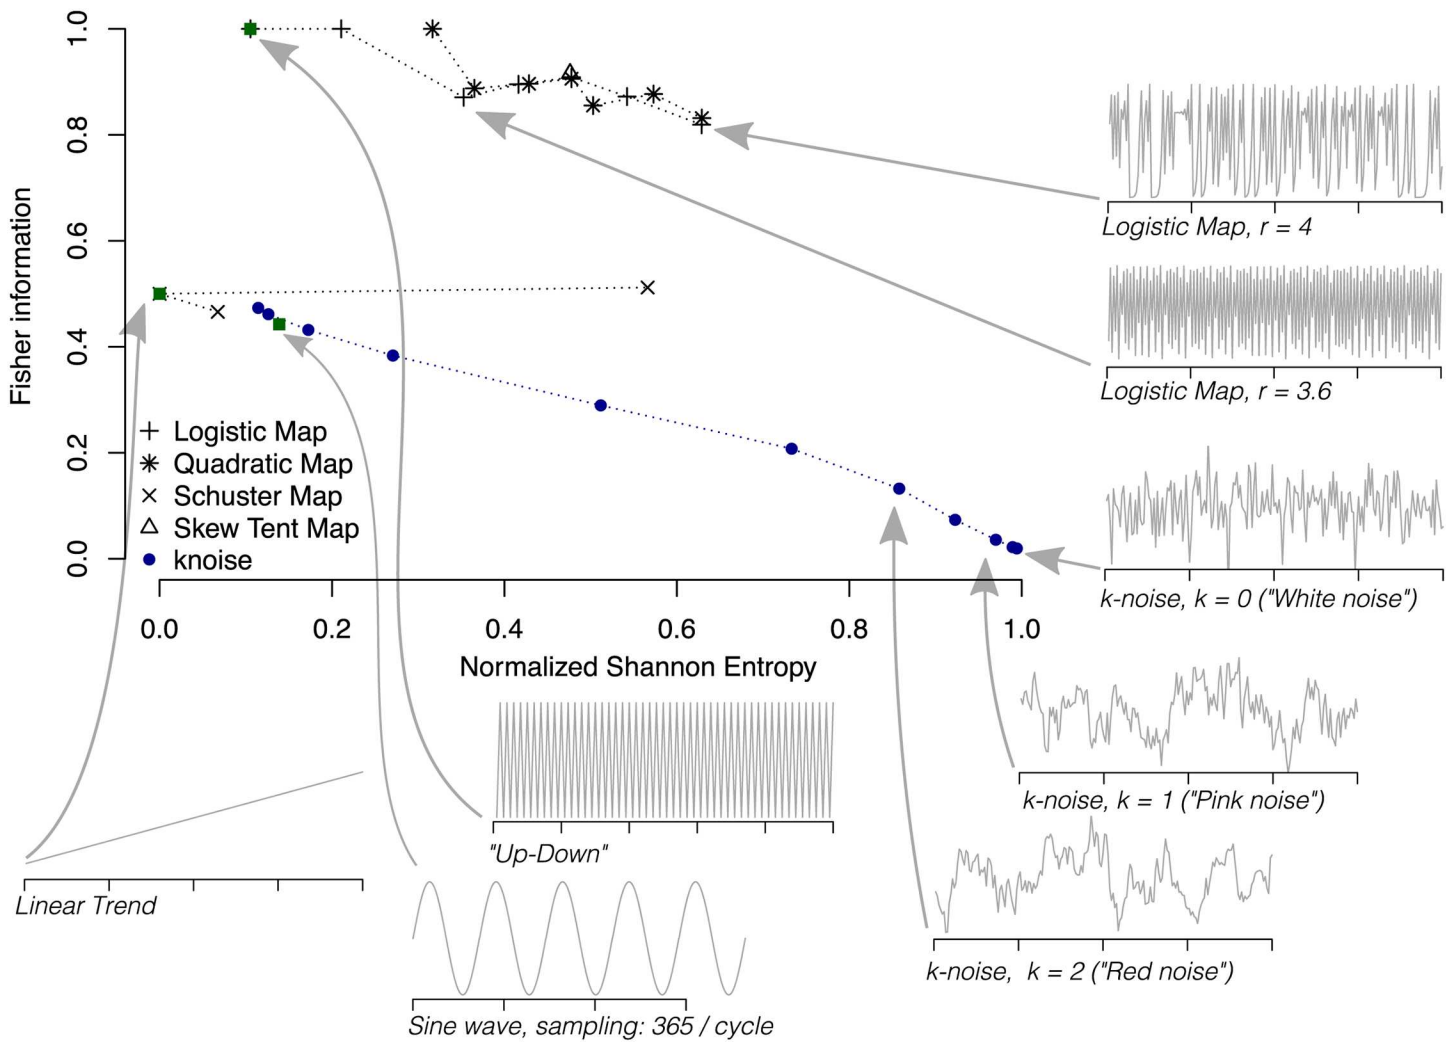 Fisher information
1.0
0.8
0.6
0.4
0.2
0.0
Logistic Map
Quadratic Map
Schuster Map
Skew Tent Map
knoise
0.0 0.2 0.4 0.6 0.8 1.0
Normalized Shannon Entropy
Logistic Map, r = 4
Logistic Map, r = 3.6
k-noise, k = 0 ("White noise")
k-noise, k = 1 ("Pink noise")
k-noise, k = 2 ("Red noise")
"Up-Down"
Linear Trend
Sine wave, sampling: 365 / cycle